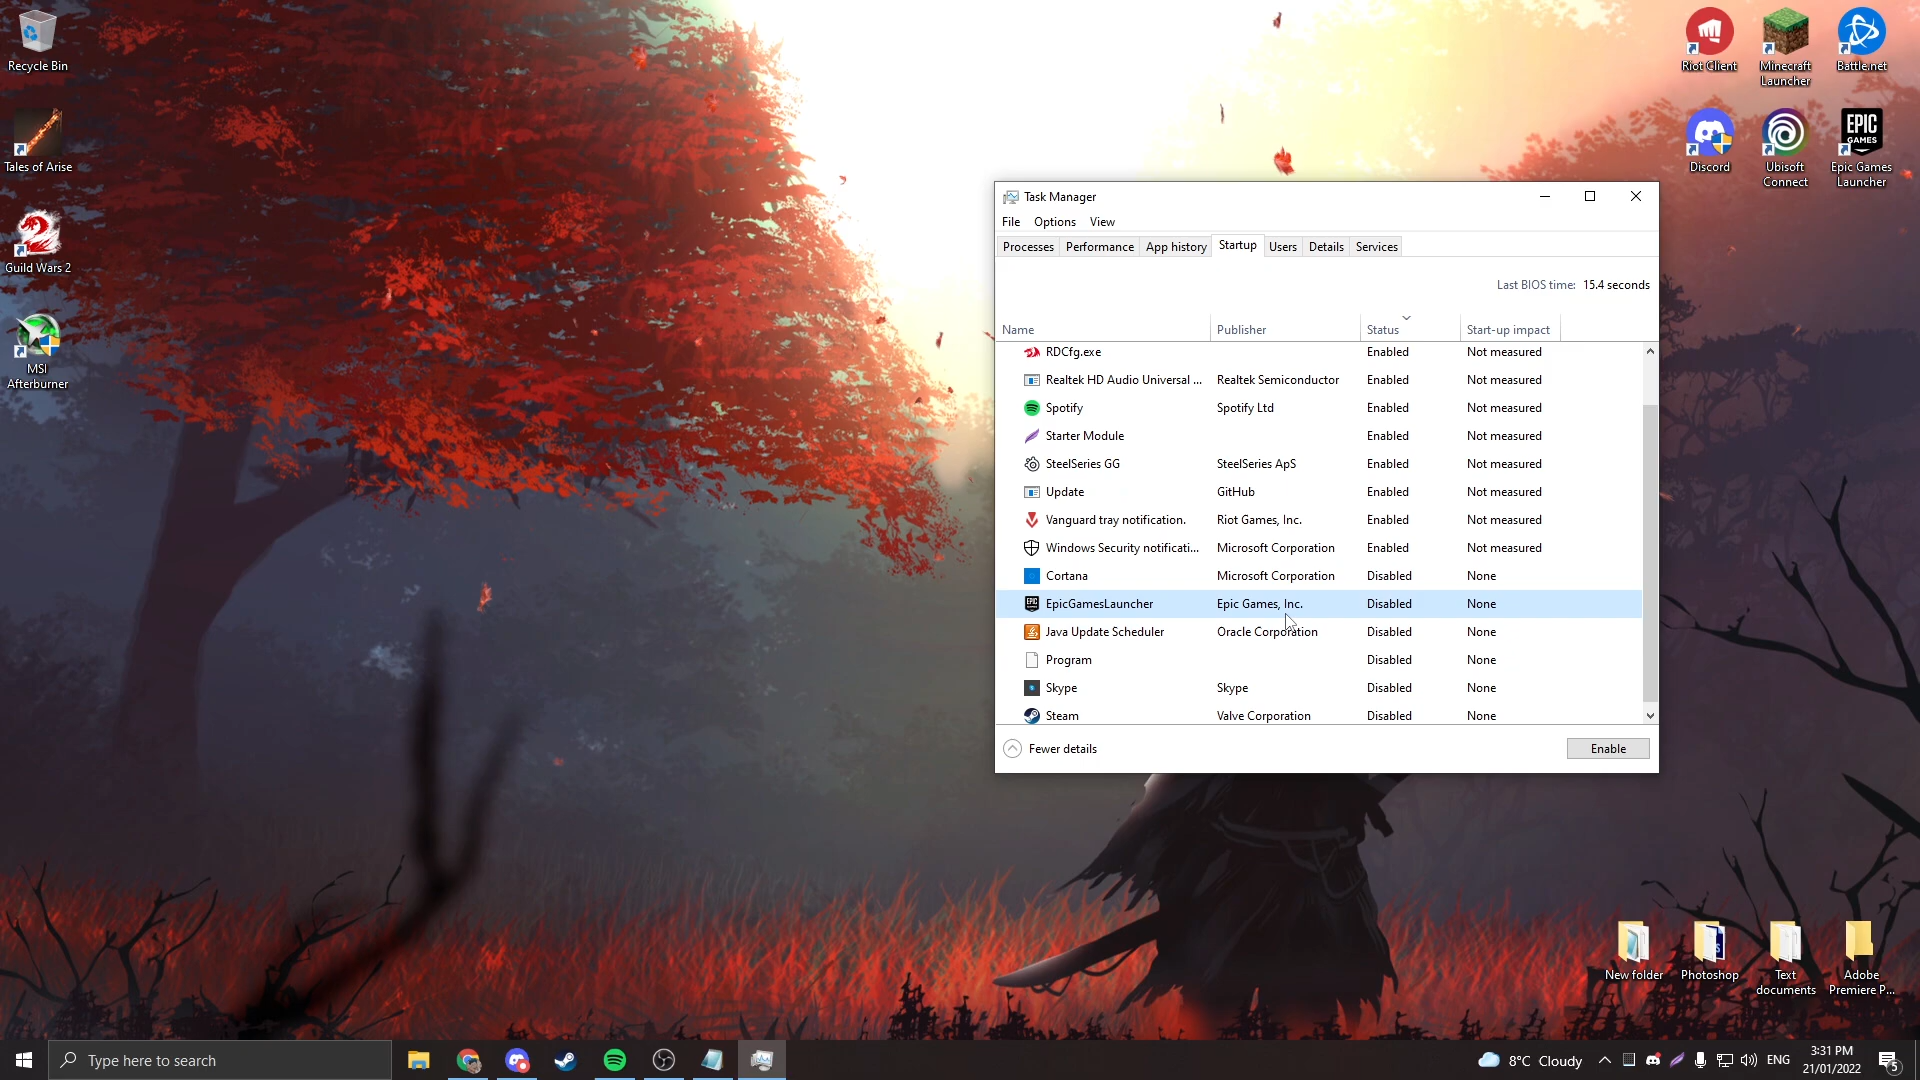 Recycle Bin
Tales of Arise
Guild Wars 2
MSI
Afterburner
Riot Client
Minecraft
Launcher
Battle.net
Discord
Ubisoft
Connect
EPIC
GAMES
Epic Games
Launcher
Task Manager
File Options View
Processes Performance App history Startup Users Details Services
Last BIOS time: 15.4 seconds
Name Publisher Status Start-up impact
RDCfg.exe Enabled Not measured
Realtek HD Audio Universal ... Realtek Semiconductor Enabled Not measured
Spotify Spotify Ltd Enabled Not measured
Starter Module Enabled Not measured
SteelSeries GG SteelSeries ApS Enabled Not measured
Update GitHub Enabled Not measured
Vanguard tray notification. Riot Games, Inc. Enabled Not measured
Windows Security notificati... Microsoft Corporation Enabled Not measured
Cortana Microsoft Corporation Disabled None
EpicGamesLauncher Epic Games, Inc. Disabled None
Java Update Scheduler Oracle Corporation Disabled None
Program Disabled None
Skype Skype Disabled None
Steam Valve Corporation Disabled None
Fewer details Enable
New folder
Photoshop
Text
documents
Adobe
Premiere P...
Type here to search
8°C Cloudy
ENG
3:31 PM
21/01/2022
5